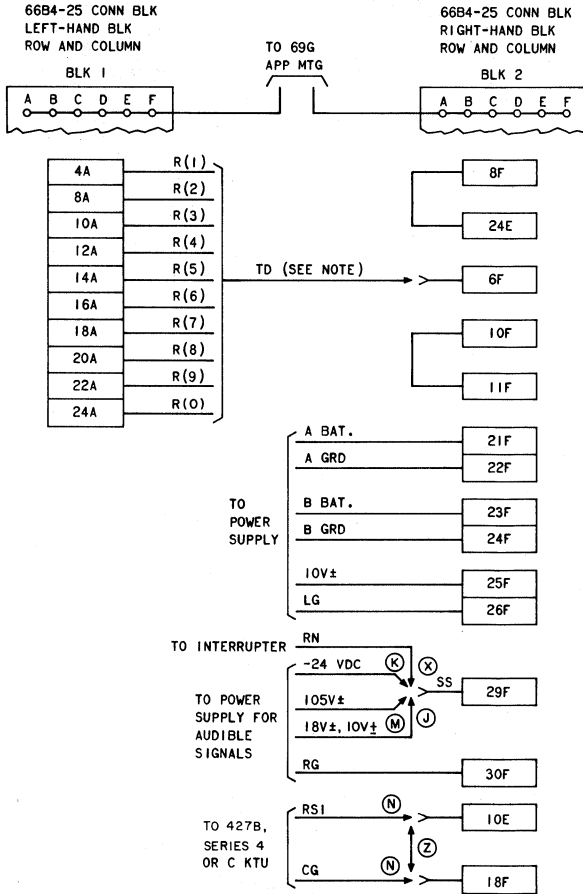 66B4-25 CONN BLK
LEFT-HAND BLK
ROW AND COLUMN
BLK 1
A B C D E F
TO 69G
APP MTG
66B4-25 CONN BLK
RIGHT-HAND BLK
ROW AND COLUMN
BLK 2
A B C D E F
4A R(1)
8A R(2)
10A R(3)
12A R(4)
14A R(5)
16A R(6)
18A R(7)
20A R(8)
22A R(9)
24A R(0)
TD (SEE NOTE)
8F
24E
6F
10F
11F
TO
POWER
SUPPLY
A BAT. 21F
A GRD 22F
B BAT. 23F
B GRD 24F
10V± 25F
LG 26F
TO INTERRUPTER RN
X
-24 VDC K
SS 29F
TO POWER
SUPPLY FOR
AUDIBLE
SIGNALS
105V± M
18V±, 10V± J
RG 30F
TO 427B,
SERIES 4
OR C KTU
RS1 N 10E
Z
CG N 18F